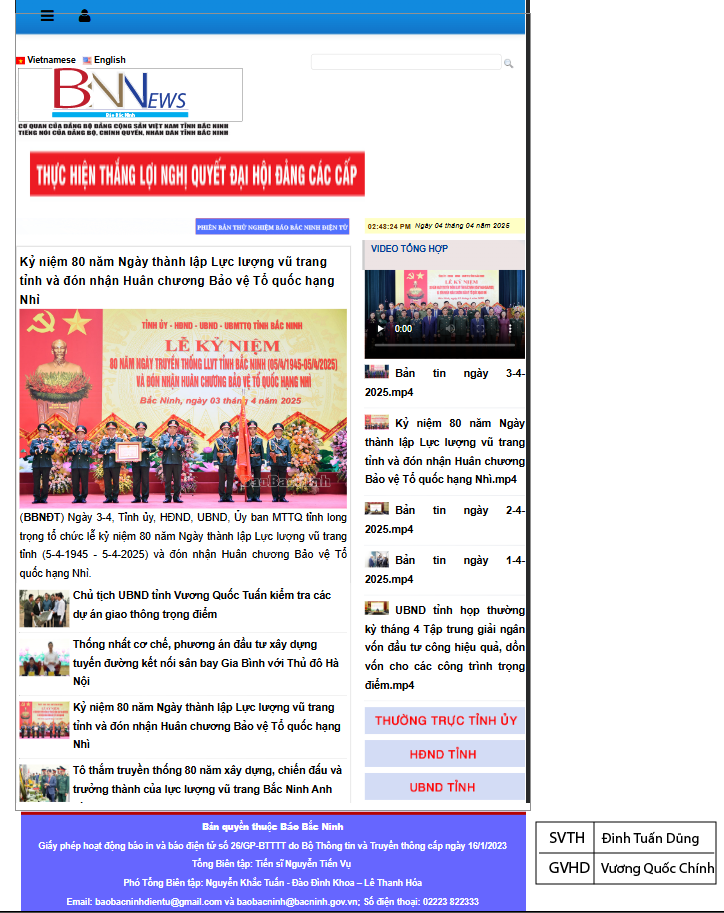 Vietnamese English
BNNEWS
Báo Bắc Ninh
CƠ QUAN CỦA ĐẢNG BỘ ĐẢNG CỘNG SẢN VIỆT NAM TỈNH BẮC NINH
TIẾNG NÓI CỦA ĐẢNG BỘ, CHÍNH QUYỀN, NHÂN DÂN TỈNH BẮC NINH
THỰC HIỆN THẮNG LỢI NGHỊ QUYẾT ĐẠI HỘI ĐẢNG CÁC CẤP
PHIÊN BẢN THỬ NGHIỆM BÁO BẮC NINH ĐIỆN TỬ
02:43:24 PM Ngày 04 tháng 04 năm 2025
Kỷ niệm 80 năm Ngày thành lập Lực lượng vũ trang
tỉnh và đón nhận Huân chương Bảo vệ Tổ quốc hạng
Nhì
TỈNH ỦY - HĐND - UBND - UBMTTQ TỈNH BẮC NINH
LỄ KỶ NIỆM
80 NĂM NGÀY TRUYỀN THỐNG LLVT TỈNH BẮC NINH (05/4/1945-05/4/2025)
VÀ ĐÓN NHẬN HUÂN CHƯƠNG BẢO VỆ TỔ QUỐC HẠNG NHÌ
Bắc Ninh, ngày 03 tháng 4 năm 2025
BaoBacNinh
(BBNĐT) Ngày 3-4, Tỉnh ủy, HĐND, UBND, Ủy ban MTTQ tỉnh long
trọng tổ chức lễ kỷ niệm 80 năm Ngày thành lập Lực lượng vũ trang
tỉnh (5-4-1945 - 5-4-2025) và đón nhận Huân chương Bảo vệ Tổ
quốc hạng Nhì.
Chủ tịch UBND tỉnh Vương Quốc Tuấn kiểm tra các
dự án giao thông trọng điểm
Thống nhất cơ chế, phương án đầu tư xây dựng
tuyến đường kết nối sân bay Gia Bình với Thủ đô Hà
Nội
Kỷ niệm 80 năm Ngày thành lập Lực lượng vũ trang
tỉnh và đón nhận Huân chương Bảo vệ Tổ quốc hạng
Nhì
Tô thắm truyền thống 80 năm xây dựng, chiến đấu và
trưởng thành của lực lượng vũ trang Bắc Ninh Anh
VIDEO TỔNG HỢP
LỄ KỶ NIỆM
0:00
Bản tin ngày 3-4-
2025.mp4
Kỷ niệm 80 năm Ngày
thành lập Lực lượng vũ trang
tỉnh và đón nhận Huân chương
Bảo vệ Tổ quốc hạng Nhì.mp4
Bản tin ngày 2-4-
2025.mp4
Bản tin ngày 1-4-
2025.mp4
UBND tỉnh họp thường
kỳ tháng 4 Tập trung giải ngân
vốn đầu tư công hiệu quả, dồn
vốn cho các công trình trọng
điểm.mp4
THƯỜNG TRỰC TỈNH ỦY
HĐND TỈNH
UBND TỈNH
Bản quyền thuộc Báo Bắc Ninh
Giấy phép hoạt động báo in và báo điện tử số 26/GP-BTTTT do Bộ Thông tin và Truyền thông cấp ngày 16/1/2023
Tổng Biên tập: Tiến sĩ Nguyễn Tiến Vụ
Phó Tổng Biên tập: Nguyễn Khắc Tuấn - Đào Đình Khoa – Lê Thanh Hóa
Email: baobacninhdientu@gmail.com và baobacninh@bacninh.gov.vn; Số điện thoại: 02223 822333
SVTH Đinh Tuấn Dũng
GVHD Vương Quốc Chính